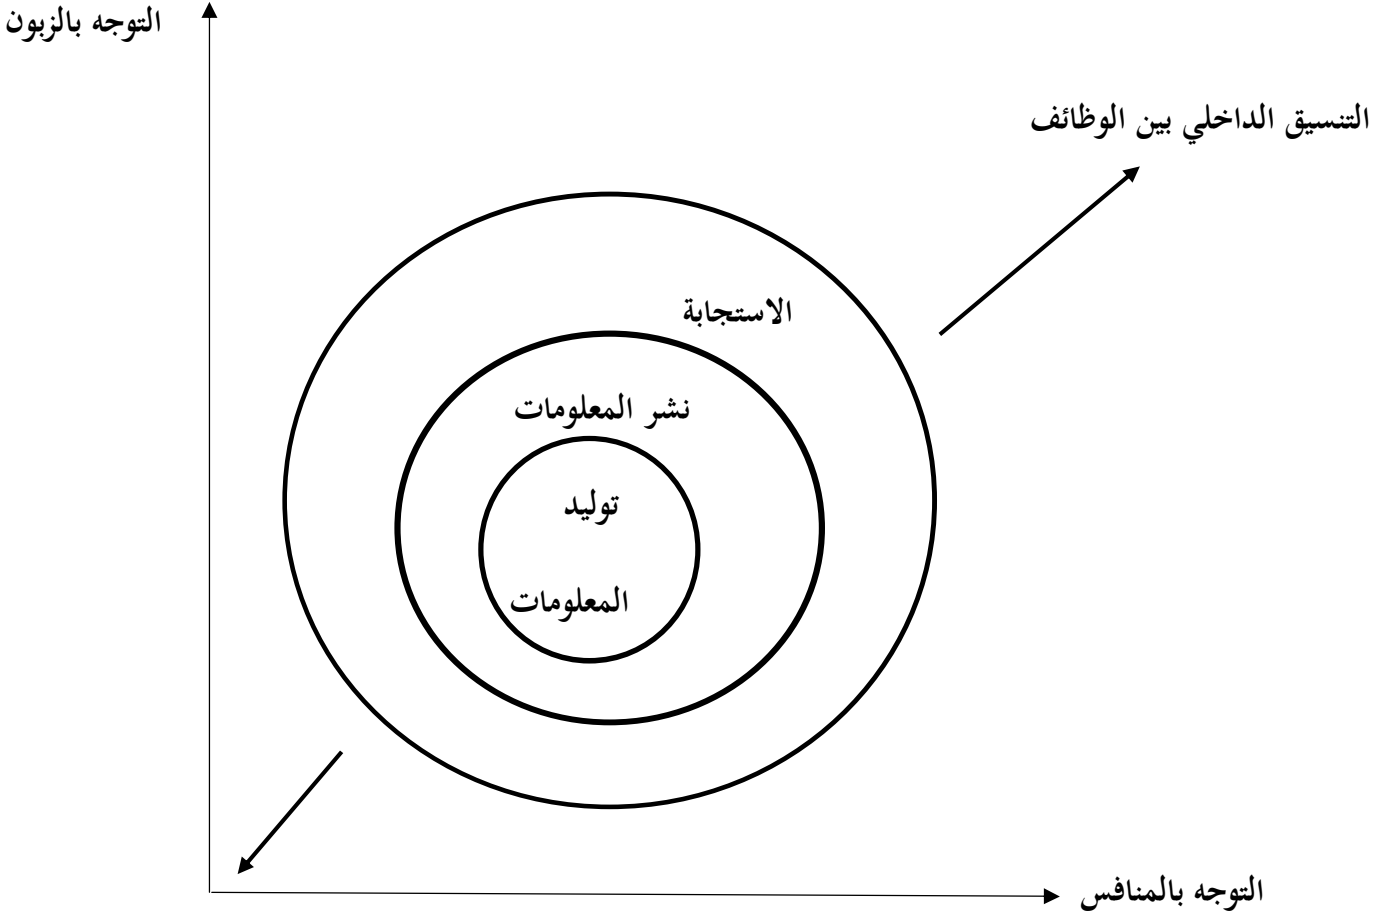 التوجه بالزبون
التنسيق الداخلي بين الوظائف
الاستجابة
نشر المعلومات
توليد
المعلومات
التوجه بالمنافس